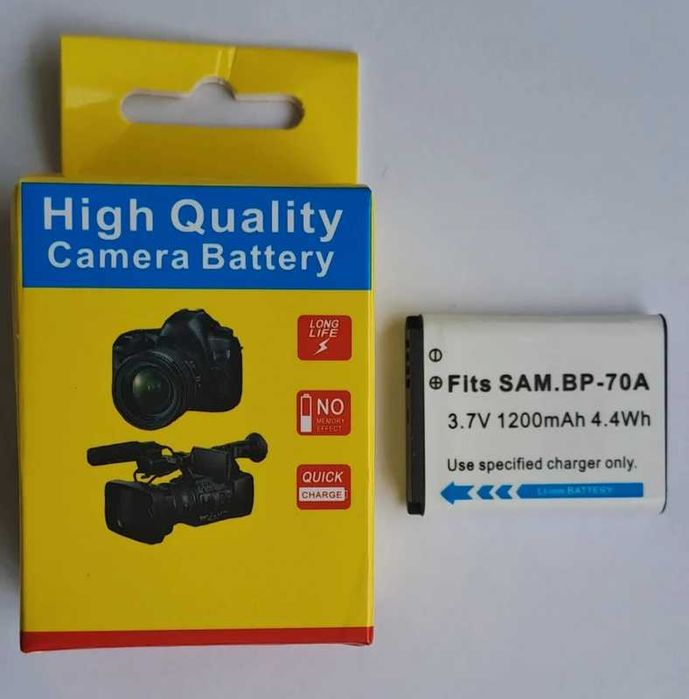 High Quality
Camera Battery
LONG
LIFE
NO
MEMORY
EFFECT
QUICK
CHARGE
Fits SAM.BP-70A
3.7V 1200mAh 4.4Wh
Use specified charger only.
Li-ion BATTERY